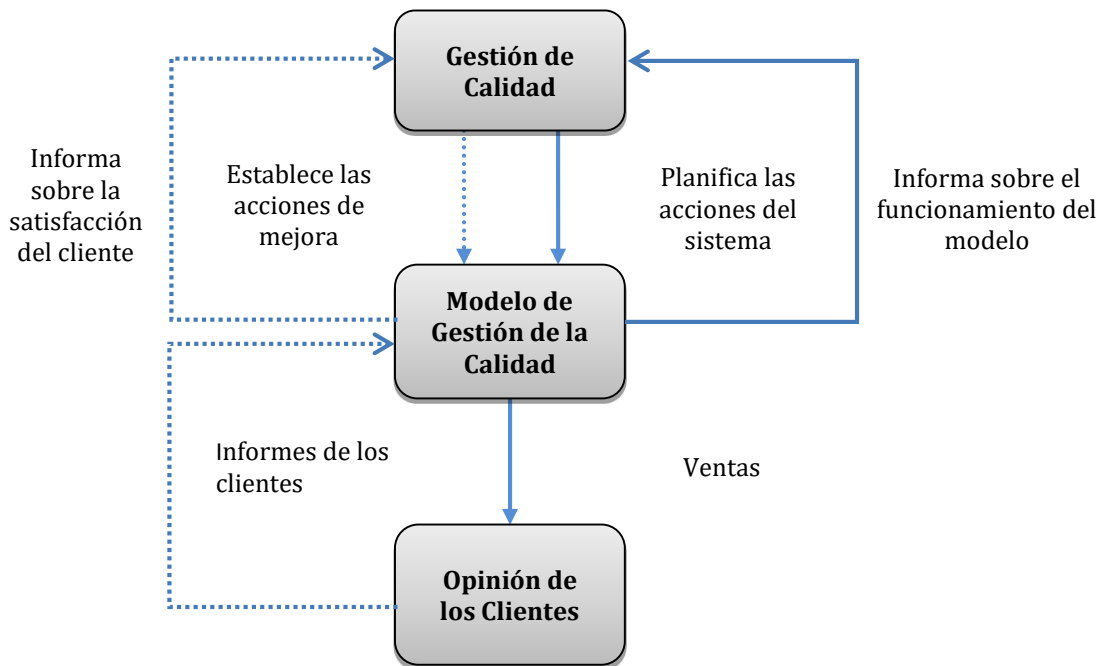 Gestión de
Calidad
Informa
sobre la
satisfacción
del cliente
Establece las
acciones de
mejora
Planifica las
acciones del
sistema
Informa sobre el
funcionamiento del
modelo
Modelo de
Gestión de la
Calidad
Informes de los
clientes
Ventas
Opinión de
los Clientes